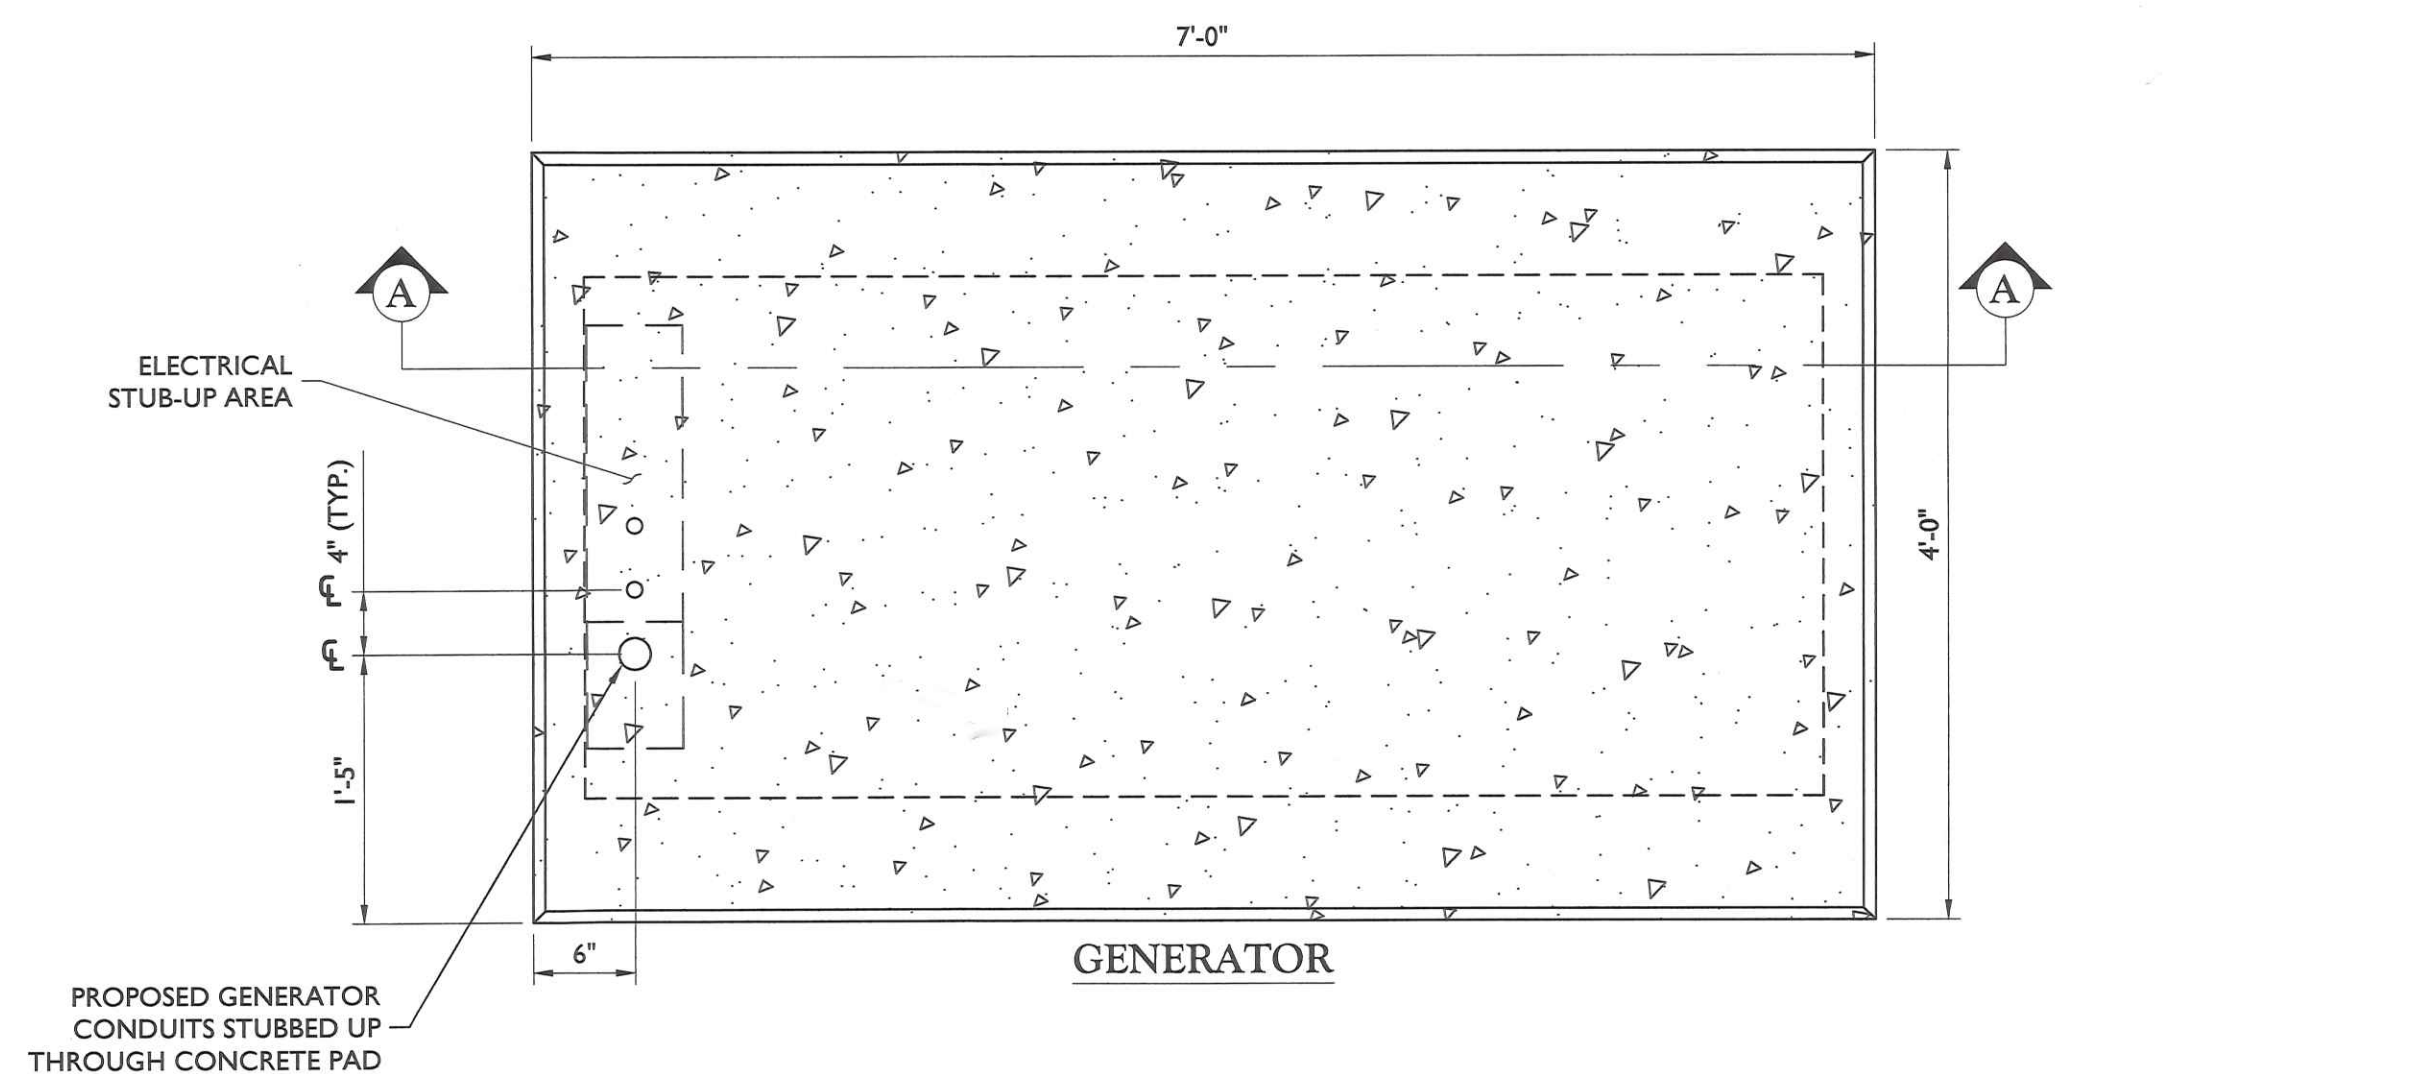 7'-0"
A
A
ELECTRICAL
STUB-UP AREA
4" (TYP.)
℄
℄
4'-0"
1'-5"
6"
GENERATOR
PROPOSED GENERATOR
CONDUITS STUBBED UP
THROUGH CONCRETE PAD